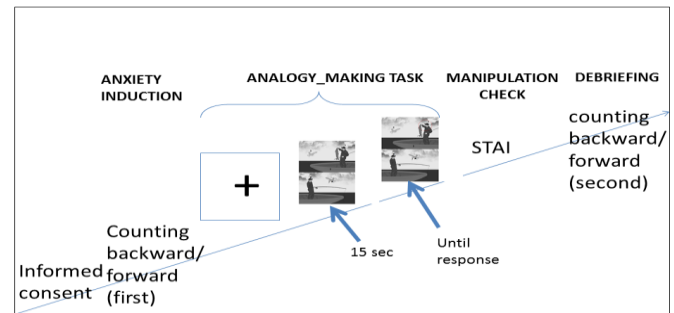 ANXIETY
INDUCTION
ANALOGY_MAKING TASK
MANIPULATION
CHECK
DEBRIEFING
Informed
consent
Counting
backward/
forward
(first)
15 sec
Until
response
STAI
counting
backward/
forward
(second)